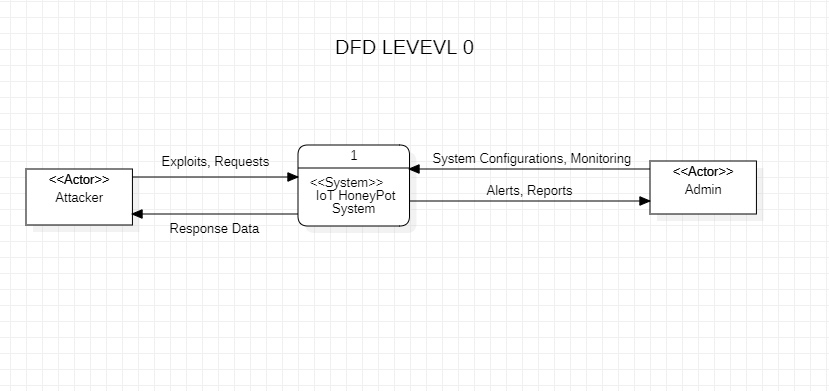 DFD LEVEVL 0
Exploits, Requests
1
System Configurations, Monitoring
<<Actor>>
Attacker
<<System>>
IoT HoneyPot
System
<<Actor>>
Admin
Alerts, Reports
Response Data